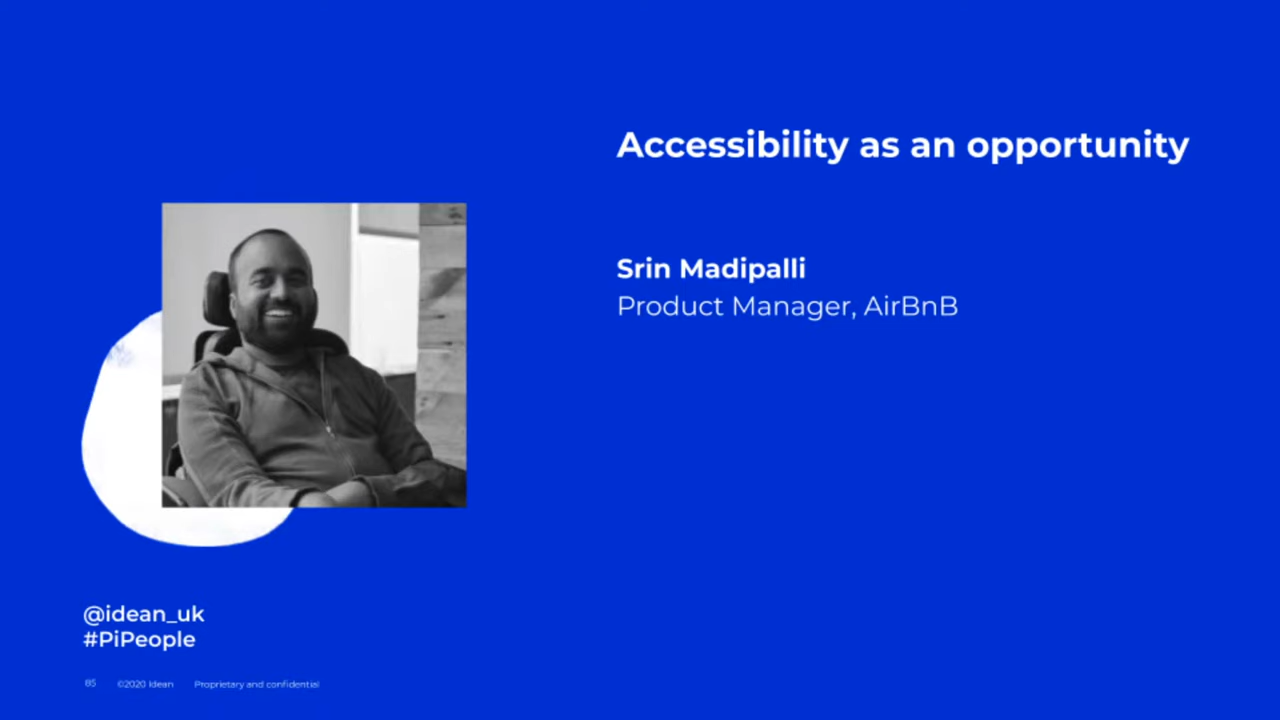 Accessibility as an opportunity
Srin Madipalli
Product Manager, AirBnB
@idean_uk
#PiPeople
85 ©2020 Idean Proprietary and confidential